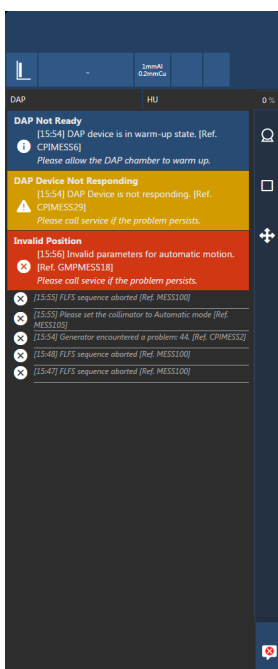 1mmAl
0.2mmCu
-
DAP
HU
0 %
DAP Not Ready
[15:54] DAP device is in warm-up state. [Ref.
CPIMESS6]
Please allow the DAP chamber to warm up.
DAP Device Not Responding
[15:54] DAP Device is not responding. [Ref.
CPIMESS29]
Please call service if the problem persists.
Invalid Position
[15:56] Invalid parameters for automatic motion.
[Ref. GMPMESS18]
Please call sevice if the problem persists.
[15:55] FLFS sequence aborted [Ref. MESS100]
[15:55] Please set the collimator to Automatic mode [Ref.
MESS105]
[15:54] Generator encountered a problem: 44. [Ref. CPIMESS2]
[15:48] FLFS sequence aborted [Ref. MESS100]
[15:47] FLFS sequence aborted [Ref. MESS100]